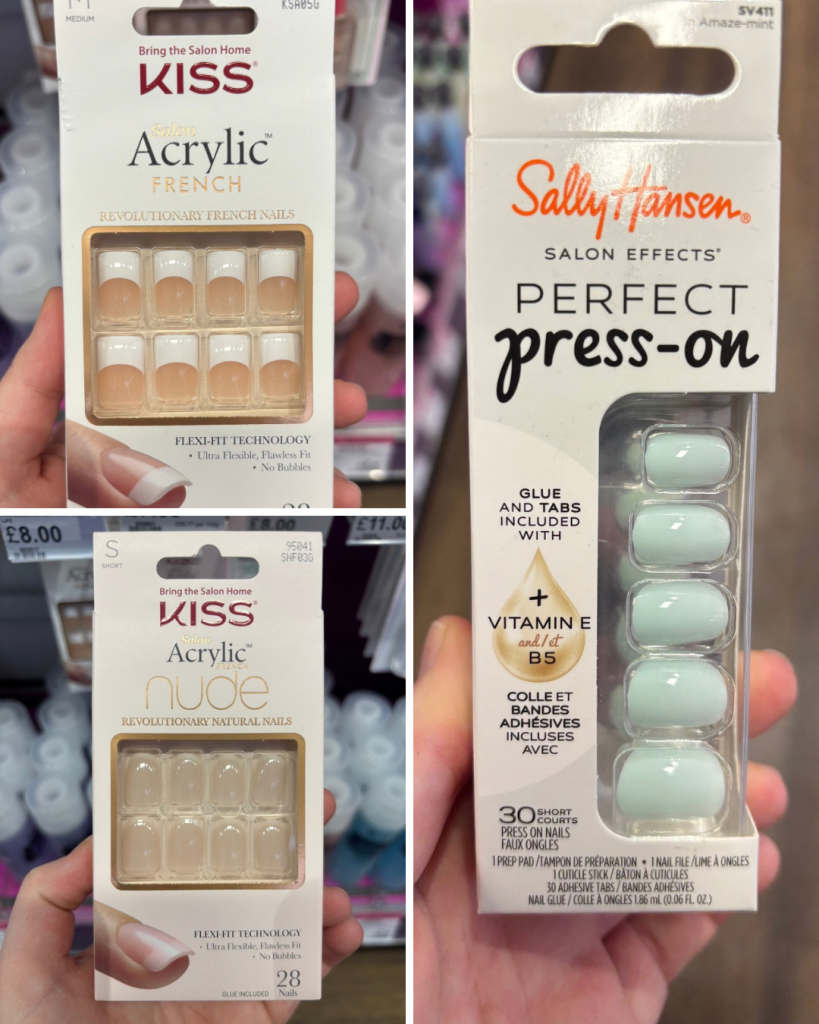 M
MEDIUM
KSA05G
Bring the Salon Home
KISS®
Salon
Acrylic™
FRENCH
REVOLUTIONARY FRENCH NAILS
FLEXI-FIT TECHNOLOGY
• Ultra Flexible, Flawless Fit
• No Bubbles
28
£8.00
£8.00
£11.00
S
SHORT
95041
SNF03G
Bring the Salon Home
KISS®
Salon
Acrylic
FRENCH
nude
REVOLUTIONARY NATURAL NAILS
FLEXI-FIT TECHNOLOGY
• Ultra Flexible, Flawless Fit
• No Bubbles
28
GLUE INCLUDED
Nails
SV411
In Amaze-mint
Sally Hansen®
SALON EFFECTS®
PERFECT
press-on
GLUE
AND TABS
INCLUDED
WITH
+
VITAMIN E
and/et
B5
COLLE ET
BANDES
ADHÉSIVES
INCLUSES
AVEC
30 SHORT
COURTS
PRESS ON NAILS
FAUX ONGLES
1 PREP PAD / TAMPON DE PRÉPARATION • 1 NAIL FILE / LIME À ONGLES
1 CUTICLE STICK / BÂTON À CUTICULES
30 ADHESIVE TABS / BANDES ADHÉSIVES
NAIL GLUE / COLLE À ONGLES 1.86 mL (0.06 FL. OZ.)